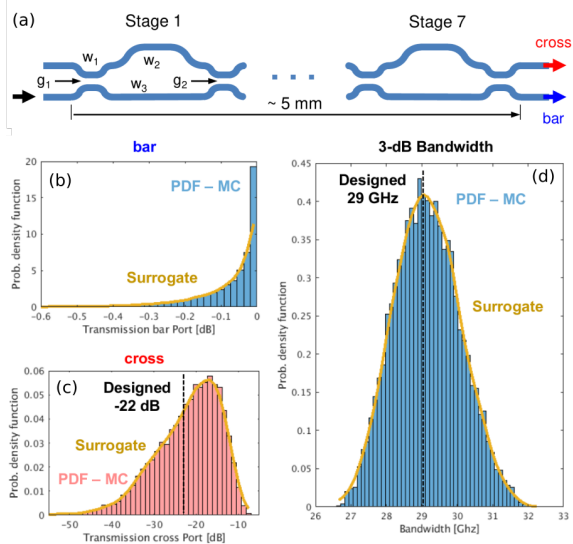 (a)
Stage 1
Stage 7
cross
w1
w2
g1
w3
g2
~ 5 mm
bar
bar
(b)
PDF – MC
Surrogate
Prob. density function
20
15
10
5
0
-0.6
-0.5
-0.4
-0.3
-0.2
-0.1
0
Transmission bar Port [dB]
cross
(c)
Designed
-22 dB
Surrogate
PDF – MC
Prob. density function
0.06
0.05
0.04
0.03
0.02
0.01
0
-50
-40
-30
-20
-10
Transmission cross Port [dB]
3-dB Bandwidth
(d)
Designed
29 GHz
PDF – MC
Surrogate
Prob. density function
0.45
0.4
0.35
0.3
0.25
0.2
0.15
0.1
0.05
0
26
27
28
29
30
31
32
33
Bandwidth [Ghz]